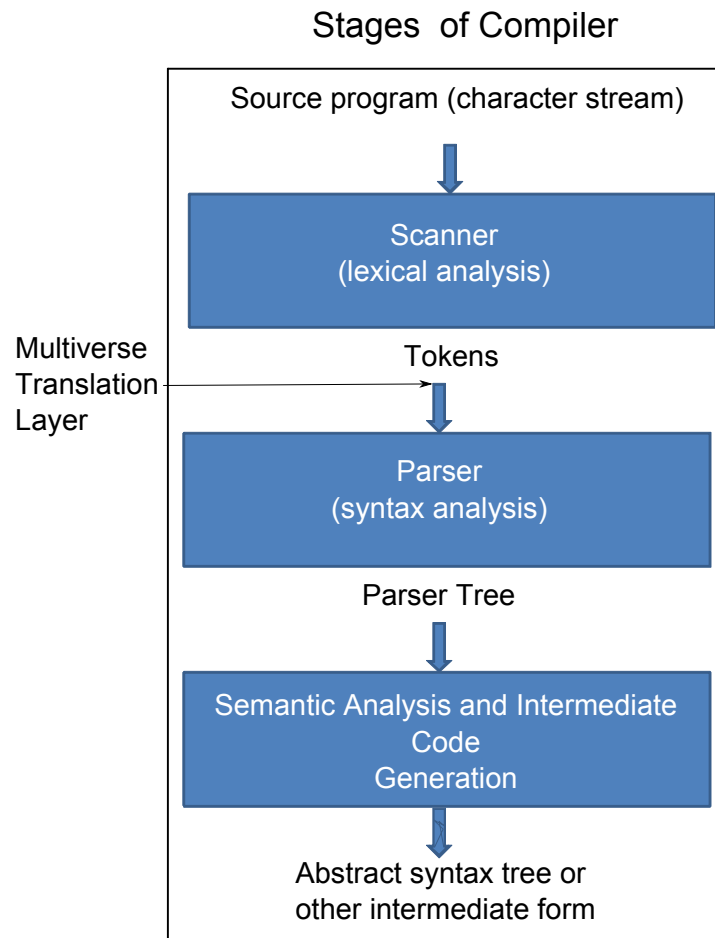 Stages of Compiler
Source program (character stream)
Scanner
(lexical analysis)
Multiverse
Translation
Layer
Tokens
Parser
(syntax analysis)
Parser Tree
Semantic Analysis and Intermediate
Code
Generation
Abstract syntax tree or
other intermediate form